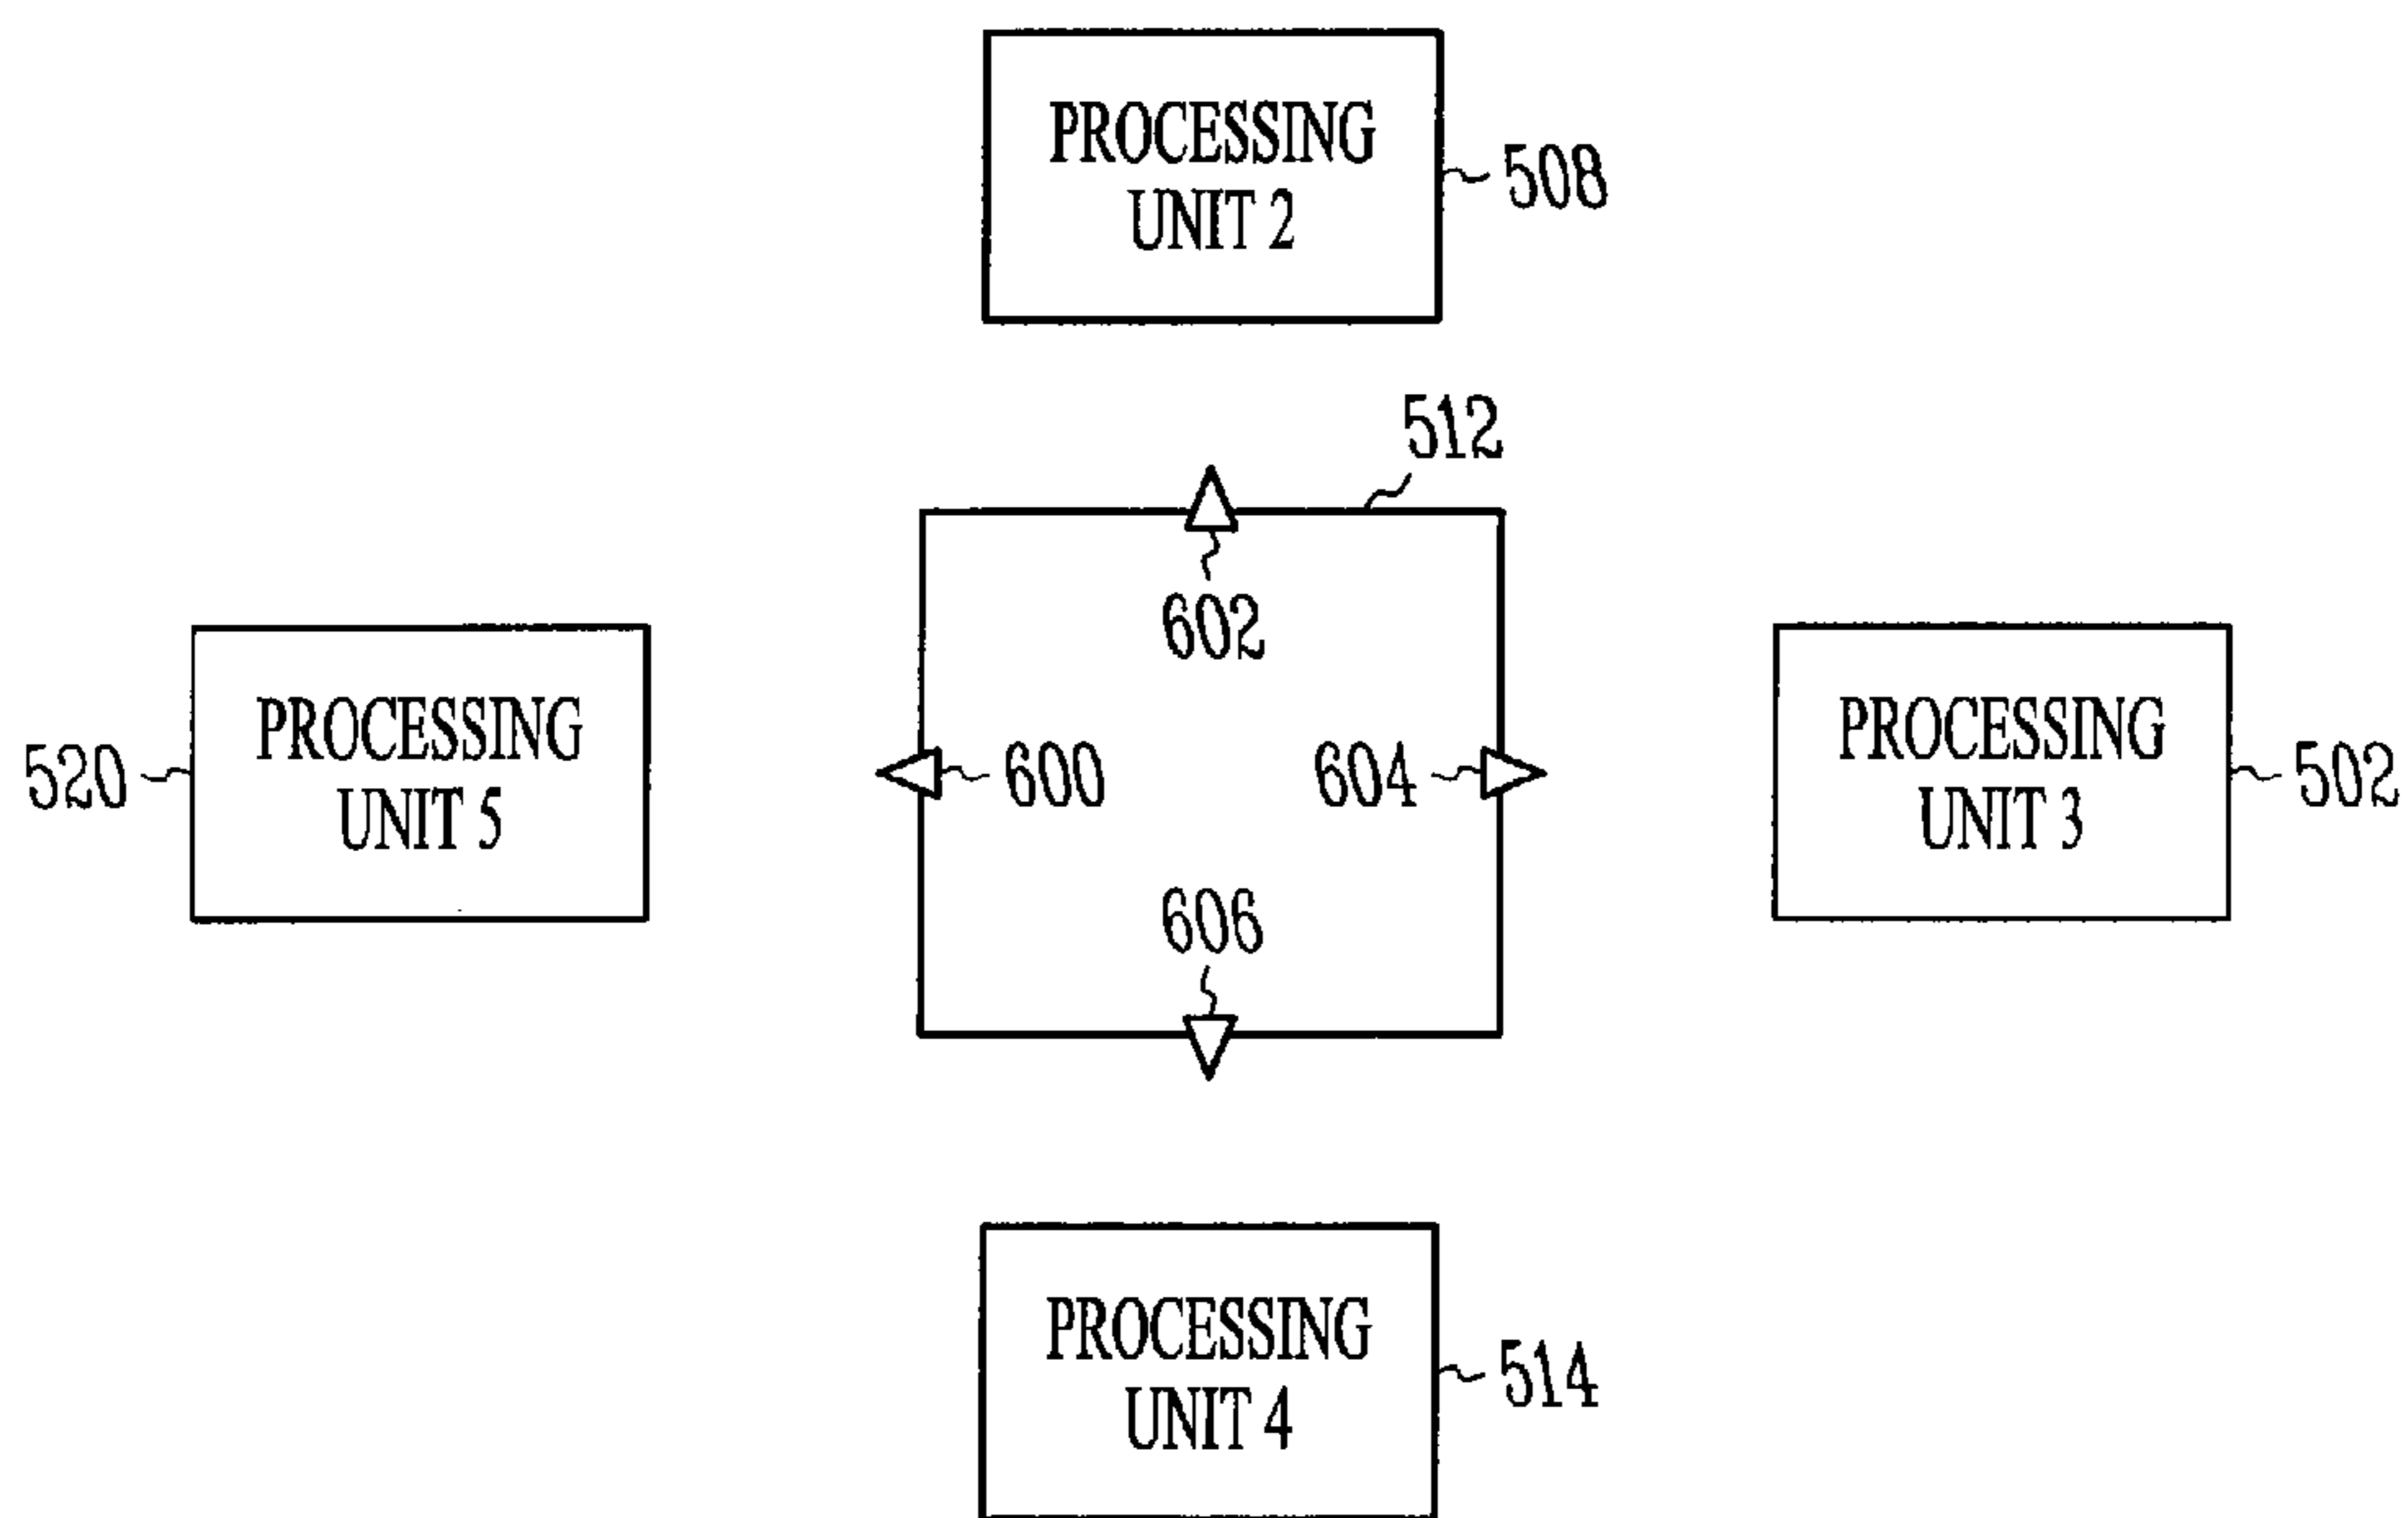 PROCESSING
UNIT 2
508
512
602
PROCESSING
UNIT 5
520
600
604
PROCESSING
UNIT 3
502
606
PROCESSING
UNIT 4
514